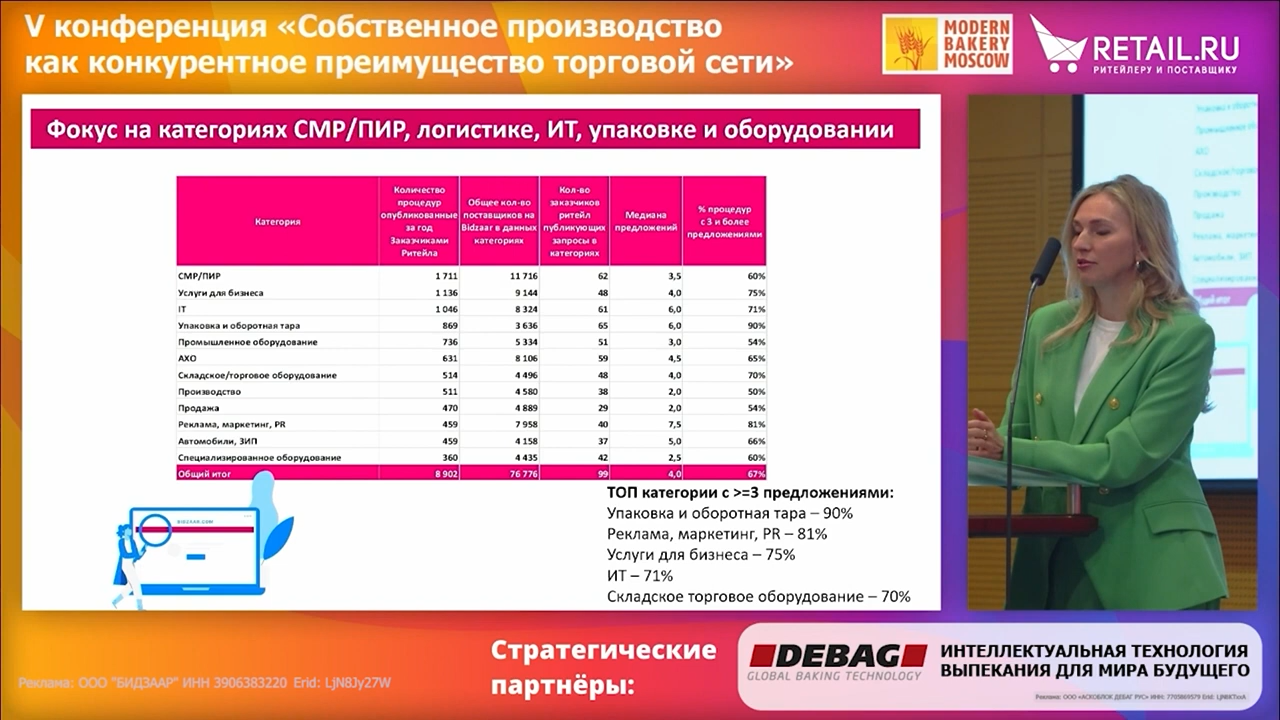 V конференция «Собственное производство
как конкурентное преимущество торговой сети»
MODERN
BAKERY
MOSCOW
RETAIL.RU
РИТЕЙЛЕРУ И ПОСТАВЩИКУ
Фокус на категориях СМР/ПИР, логистике, ИТ, упаковке и оборудовании
Категория
Количество
процедур
опубликованные
за год
Заказчиками
Ритейла
Общее кол-во
поставщиков на
Bidzaar в данных
категориях
Кол-во
заказчиков
ритейл
публикующих
запросы в
категориях
Медиана
предложений
% процедур
с 3 и более
предложениями
СМР/ПИР 1 711 11 716 62 3,5 60%
Услуги для бизнеса 1 136 9 144 48 4,0 75%
IT 1 046 8 324 61 6,0 71%
Упаковка и оборотная тара 869 3 636 65 6,0 90%
Промышленное оборудование 736 5 334 51 3,0 54%
АХО 631 8 106 59 4,5 65%
Складское/торговое оборудование 514 4 496 48 4,0 70%
Производство 511 4 580 38 2,0 50%
Продажа 470 4 889 29 2,0 54%
Реклама, маркетинг, PR 459 7 958 40 7,5 81%
Автомобили, ЗИП 459 4 158 37 5,0 66%
Специализированное оборудование 360 4 435 42 2,5 60%
Общий итог 8 902 76 776 99 4,0 67%
BIDZAAR.COM
ТОП категории с >=3 предложениями:
Упаковка и оборотная тара – 90%
Реклама, маркетинг, PR – 81%
Услуги для бизнеса – 75%
ИТ – 71%
Складское торговое оборудование – 70%
АХО
Производство
Продажа
Общий итог
Стратегические
партнёры:
DEBAG
GLOBAL BAKING TECHNOLOGY
ИНТЕЛЛЕКТУАЛЬНАЯ ТЕХНОЛОГИЯ
ВЫПЕКАНИЯ ДЛЯ МИРА БУДУЩЕГО
Реклама: ООО "БИДЗААР" ИНН 3906383220 Erid: LjN8Jy27W